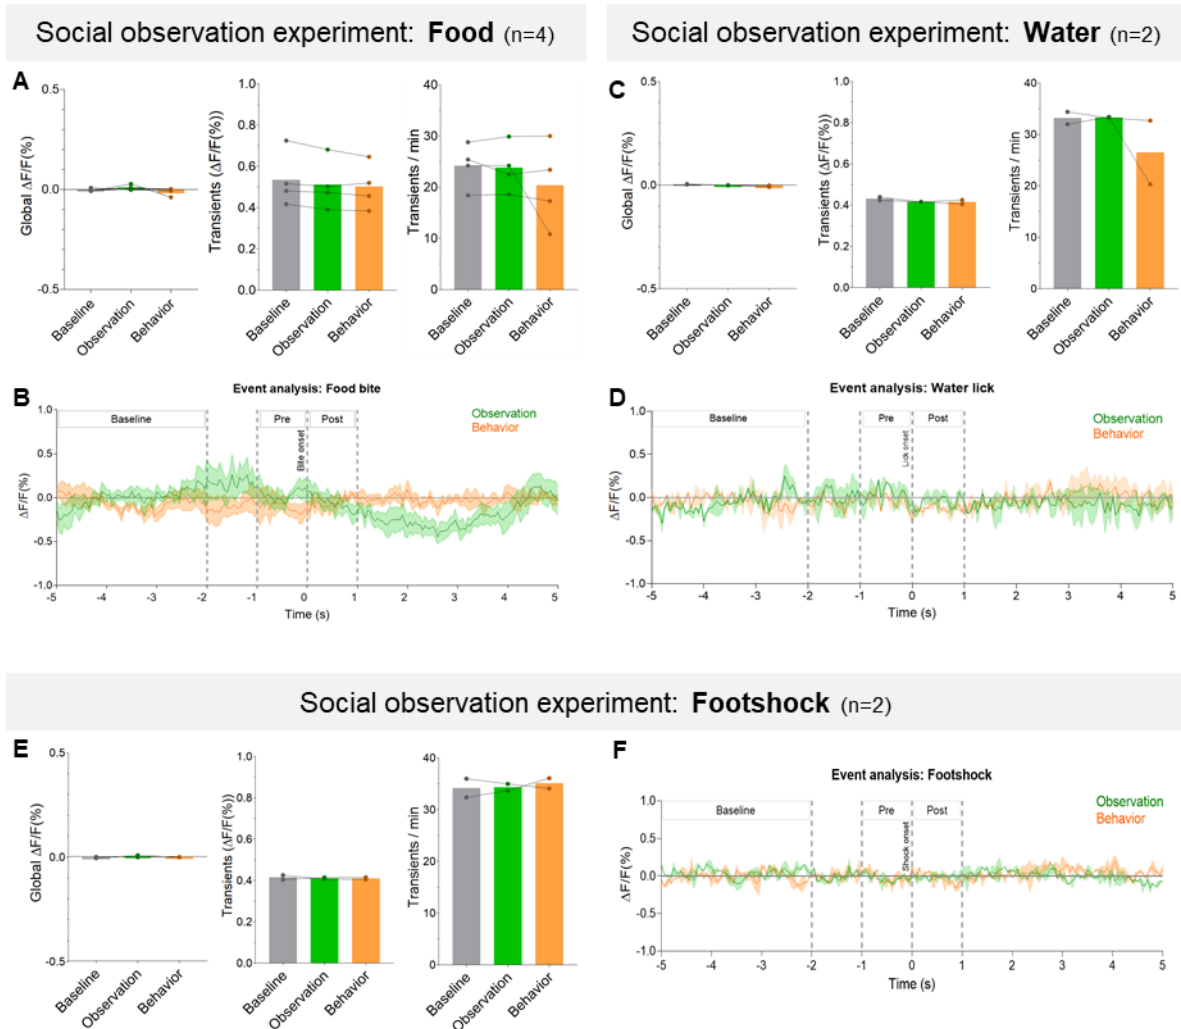 Social observation experiment: Food (n=4)
Social observation experiment: Water (n=2)
A
Global ΔF/F(%)
0.5
0.0
-0.5
Baseline
Observation
Behavior
Transients (ΔF/F(%))
1.0
0.8
0.6
0.4
0.2
0.0
Baseline
Observation
Behavior
Transients / min
40
30
20
10
0
Baseline
Observation
Behavior
C
Global ΔF/F(%)
0.5
0.0
-0.5
Baseline
Observation
Behavior
Transients (ΔF/F(%))
1.0
0.8
0.6
0.4
0.2
0.0
Baseline
Observation
Behavior
Transients / min
40
30
20
10
0
Baseline
Observation
Behavior
B
Event analysis: Food bite
ΔF/F(%)
1.0
0.5
0.0
-0.5
-1.0
Baseline
Pre
Post
Bite onset
Observation
Behavior
-5 -4 -3 -2 -1 0 1 2 3 4 5
Time (s)
D
Event analysis: Water lick
ΔF/F(%)
1.0
0.5
0.0
-0.5
-1.0
Baseline
Pre
Post
Lick onset
Observation
Behavior
-5 -4 -3 -2 -1 0 1 2 3 4 5
Time (s)
Social observation experiment: Footshock (n=2)
E
Global ΔF/F(%)
0.5
0.0
-0.5
Baseline
Observation
Behavior
Transients (ΔF/F(%))
1.0
0.8
0.6
0.4
0.2
0.0
Baseline
Observation
Behavior
Transients / min
40
30
20
10
0
Baseline
Observation
Behavior
F
Event analysis: Footshock
ΔF/F(%)
1.0
0.5
0.0
-0.5
-1.0
Baseline
Pre
Post
Shock onset
Observation
Behavior
-5 -4 -3 -2 -1 0 1 2 3 4 5
Time (s)